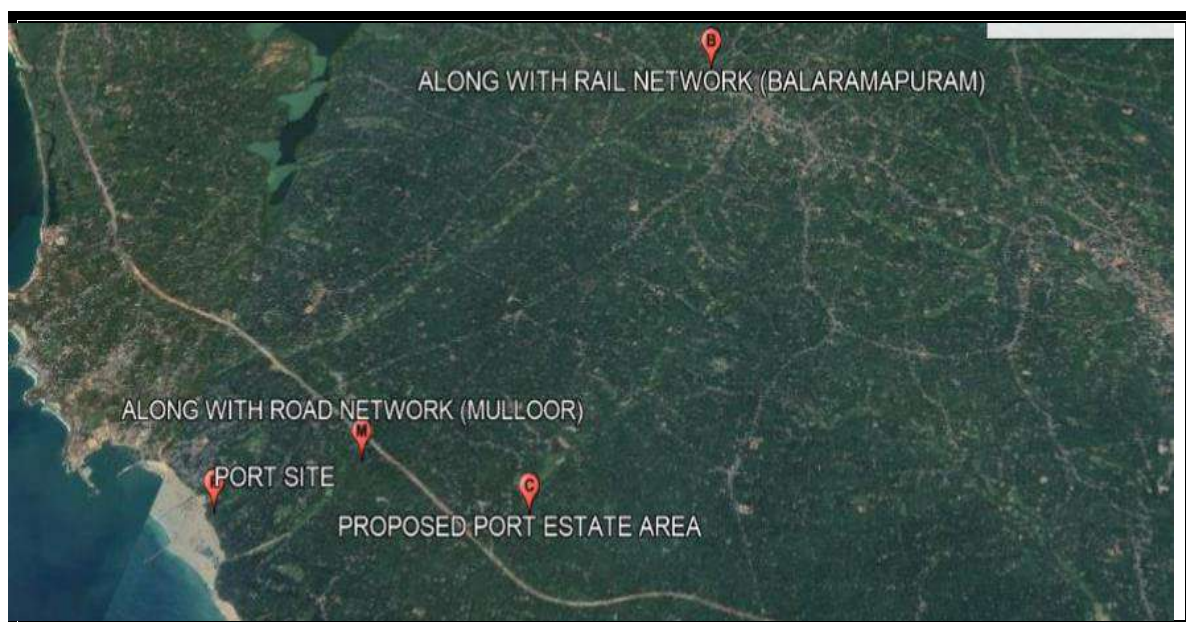 B
ALONG WITH RAIL NETWORK (BALARAMAPURAM)
ALONG WITH ROAD NETWORK (MULLOOR)
M
PORT SITE
C
PROPOSED PORT ESTATE AREA